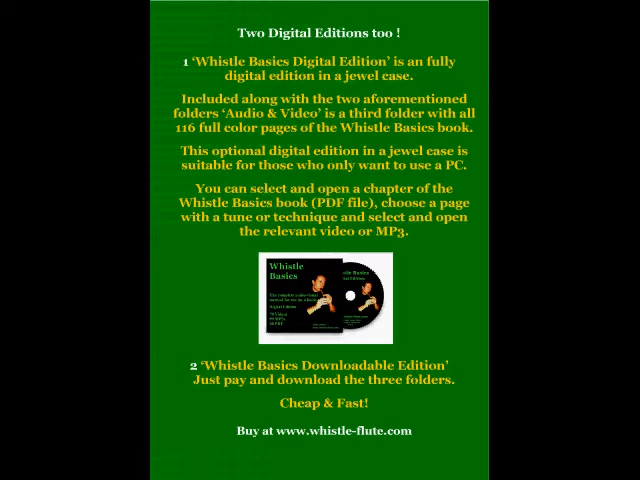 Two Digital Editions too !
1 ‘Whistle Basics Digital Edition’ is an fully
digital edition in a jewel case.
Included along with the two aforementioned
folders ‘Audio & Video’ is a third folder with all
116 full color pages of the Whistle Basics book.
This optional digital edition in a jewel case is
suitable for those who only want to use a PC.
You can select and open a chapter of the
Whistle Basics book (PDF file), choose a page
with a tune or technique and select and open
the relevant video or MP3.
Whistle
Basics
Digital Edition
2 ‘Whistle Basics Downloadable Edition’
Just pay and download the three folders.
Cheap & Fast!
Buy at www.whistle-flute.com